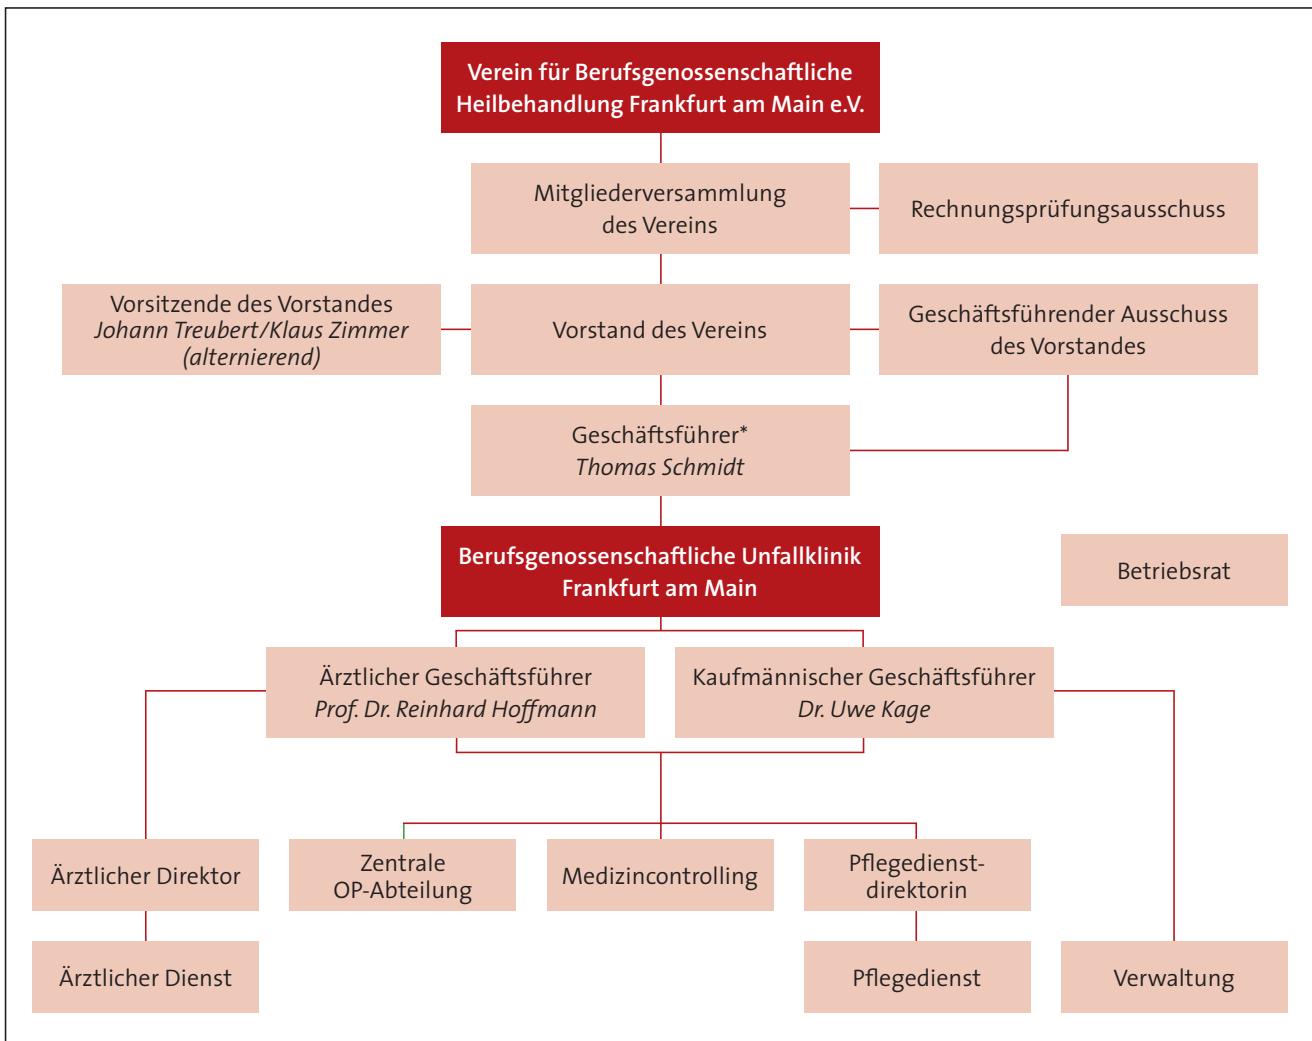 Verein für Berufsgenossenschaftliche
Heilbehandlung Frankfurt am Main e.V.
Mitgliederversammlung
des Vereins
Rechnungsprüfungsausschuss
Vorsitzende des Vorstandes
Johann Treubert/Klaus Zimmer
(alternierend)
Vorstand des Vereins
Geschäftsführender Ausschuss
des Vorstandes
Geschäftsführer*
Thomas Schmidt
Berufsgenossenschaftliche Unfallklinik
Frankfurt am Main
Betriebsrat
Ärztlicher Geschäftsführer
Prof. Dr. Reinhard Hoffmann
Kaufmännischer Geschäftsführer
Dr. Uwe Kage
Ärztlicher Direktor
Zentrale
OP-Abteilung
Medizincontrolling
Pflegedienst-
direktorin
Ärztlicher Dienst
Pflegedienst
Verwaltung